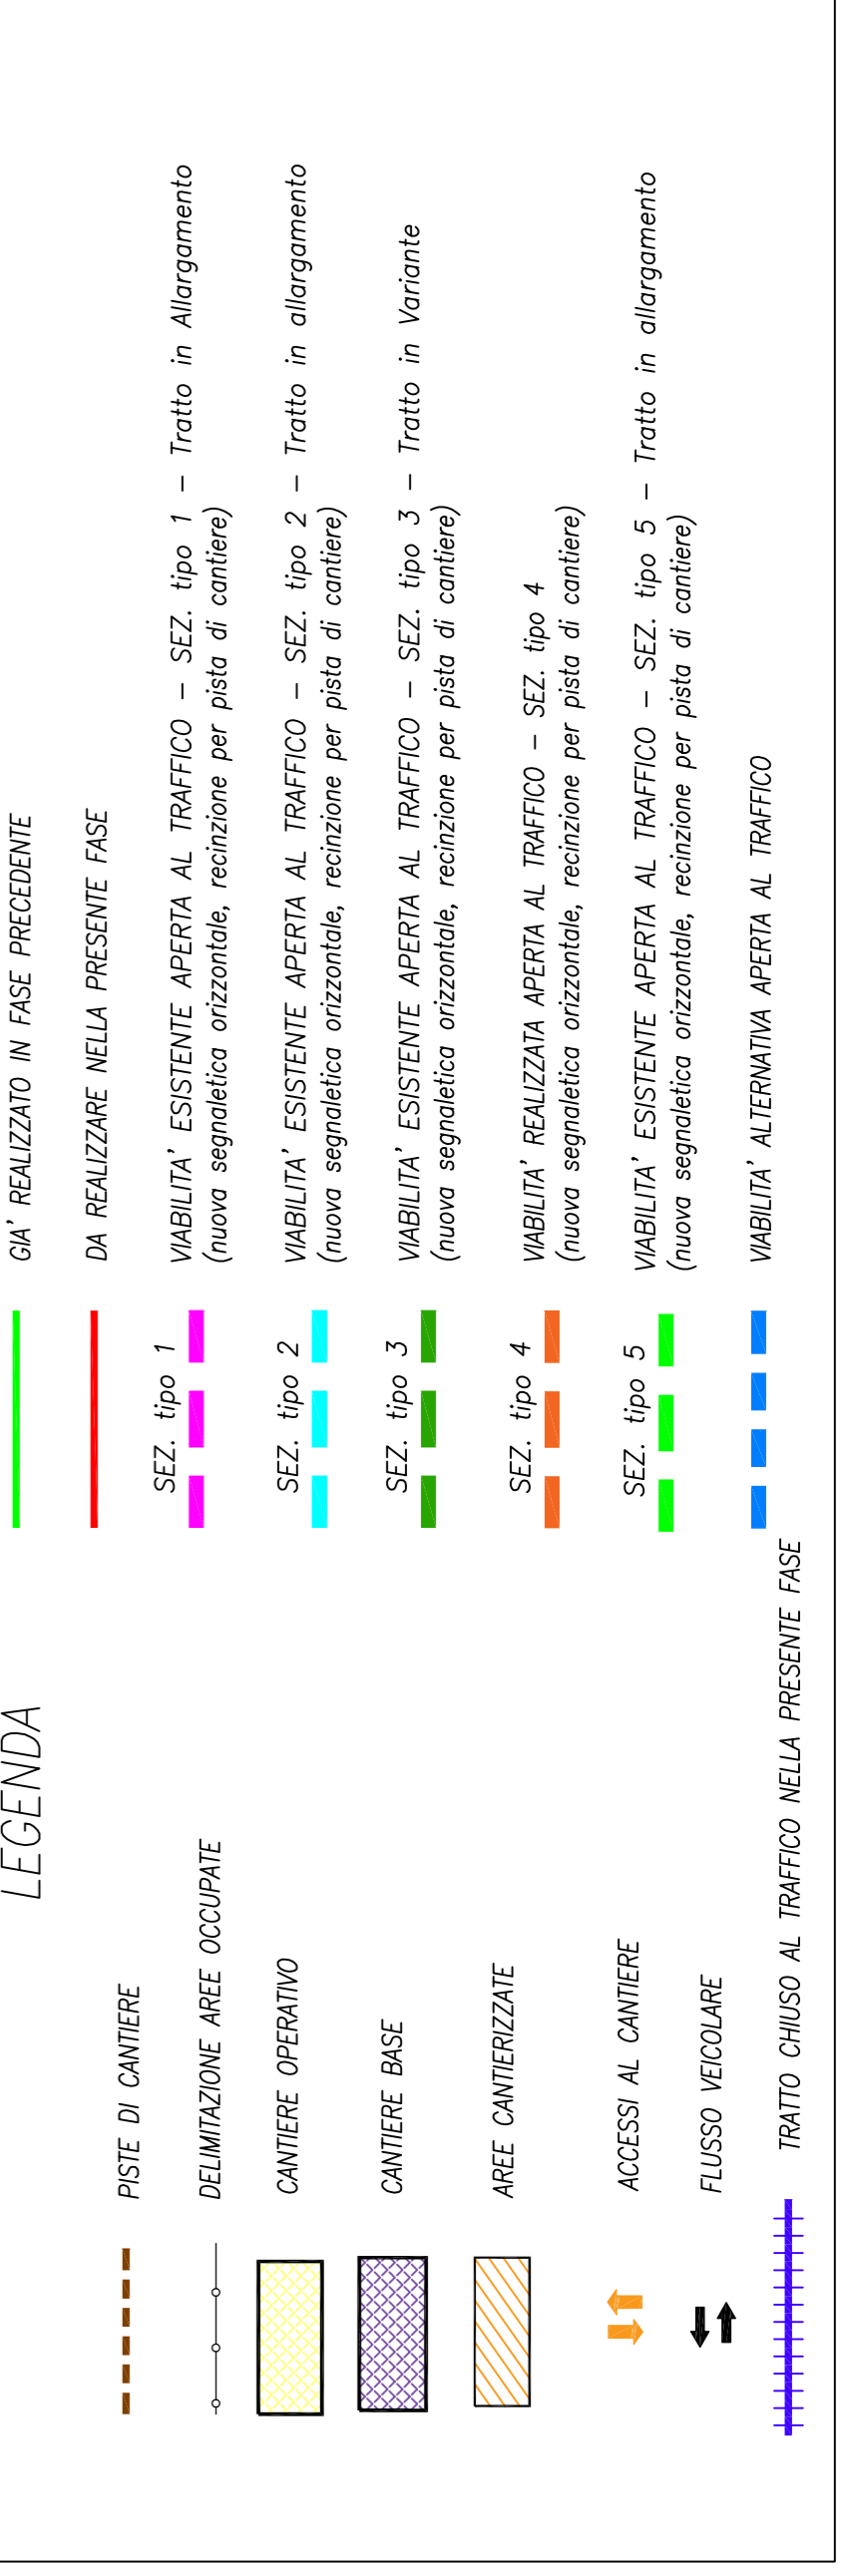 LEGENDA
PISTE DI CANTIERE
DELIMITAZIONE AREE OCCUPATE
CANTIERE OPERATIVO
CANTIERE BASE
AREE CANTIERIZZATE
ACCESSI AL CANTIERE
FLUSSO VEICOLARE
TRATTO CHIUSO AL TRAFFICO NELLA PRESENTE FASE
GIA' REALIZZATO IN FASE PRECEDENTE
DA REALIZZARE NELLA PRESENTE FASE
SEZ. tipo 1
VIABILITA' ESISTENTE APERTA AL TRAFFICO – SEZ. tipo 1 – Tratto in Allargamento
(nuova segnaletica orizzontale, recinzione per pista di cantiere)
SEZ. tipo 2
VIABILITA' ESISTENTE APERTA AL TRAFFICO – SEZ. tipo 2 – Tratto in allargamento
(nuova segnaletica orizzontale, recinzione per pista di cantiere)
SEZ. tipo 3
VIABILITA' ESISTENTE APERTA AL TRAFFICO – SEZ. tipo 3 – Tratto in Variante
(nuova segnaletica orizzontale, recinzione per pista di cantiere)
SEZ. tipo 4
VIABILITA' REALIZZATA APERTA AL TRAFFICO – SEZ. tipo 4
(nuova segnaletica orizzontale, recinzione per pista di cantiere)
SEZ. tipo 5
VIABILITA' ESISTENTE APERTA AL TRAFFICO – SEZ. tipo 5 – Tratto in allargamento
(nuova segnaletica orizzontale, recinzione per pista di cantiere)
VIABILITA' ALTERNATIVA APERTA AL TRAFFICO